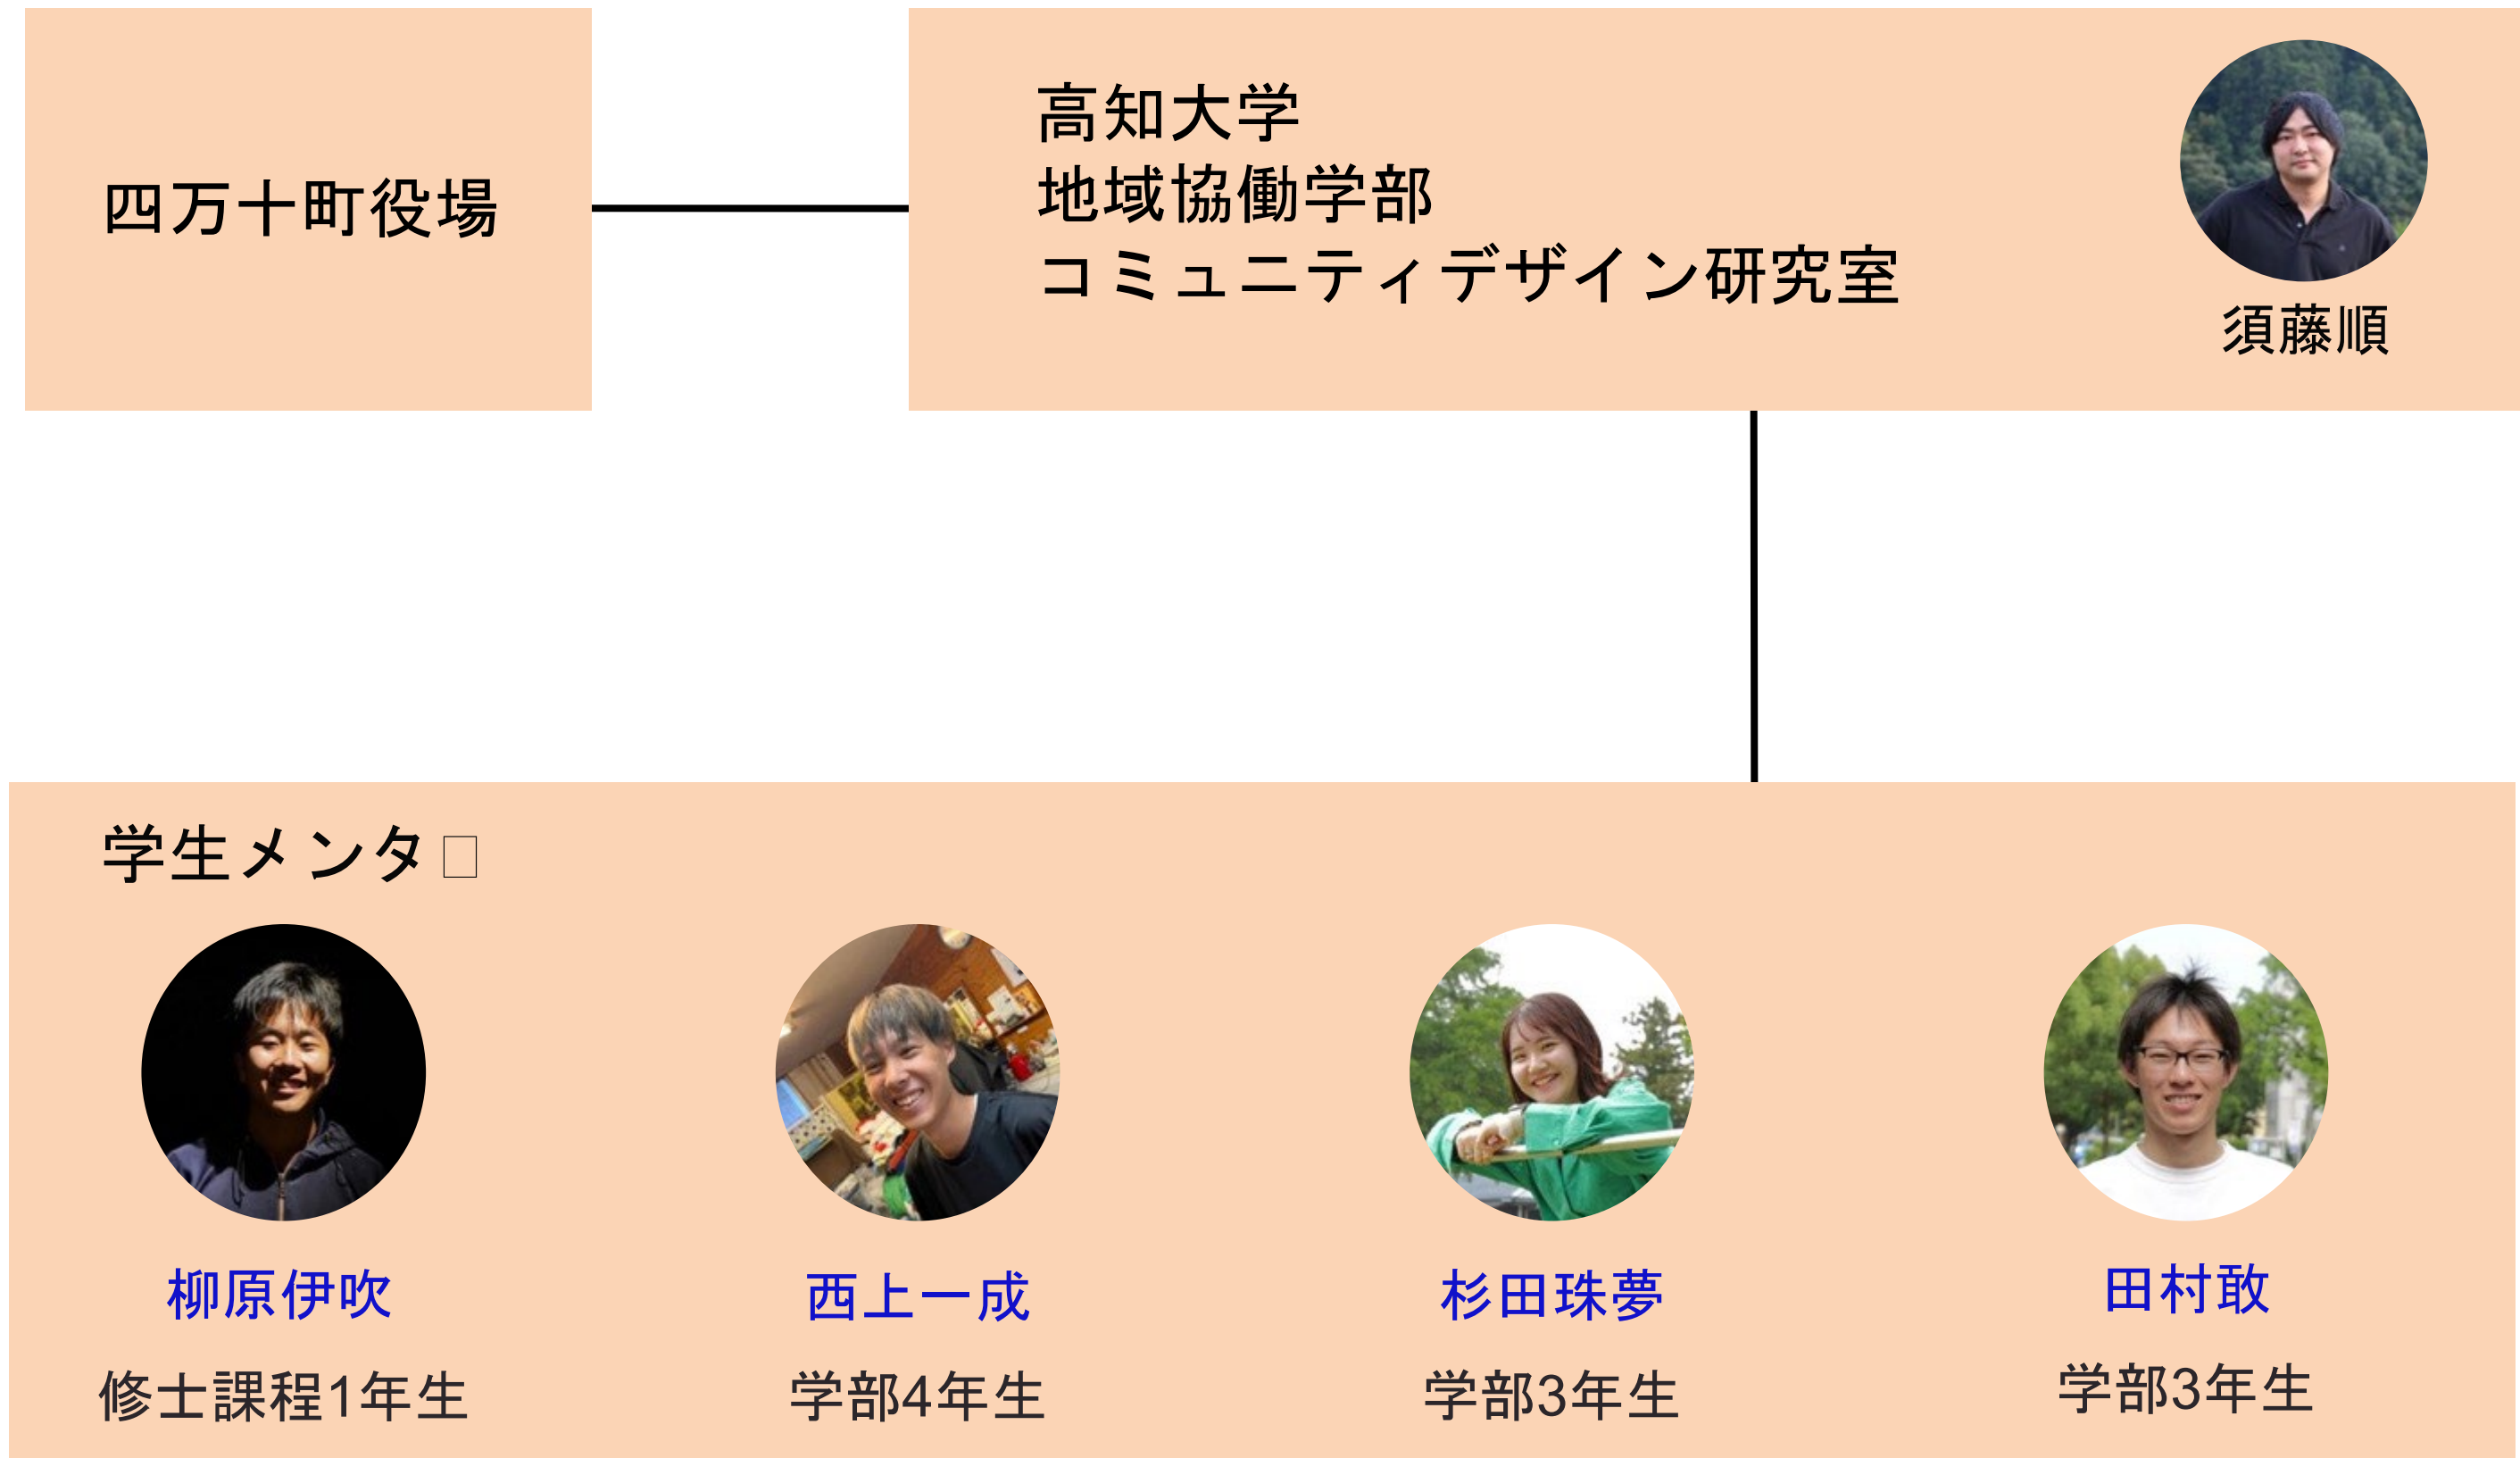 四万十町役場
高知大学
地域協働学部
コミュニティデザイン研究室
須藤順
学生メンタ□
柳原伊吹
西上一成
杉田珠夢
田村敢
修士課程1年生
学部4年生
学部3年生
学部3年生